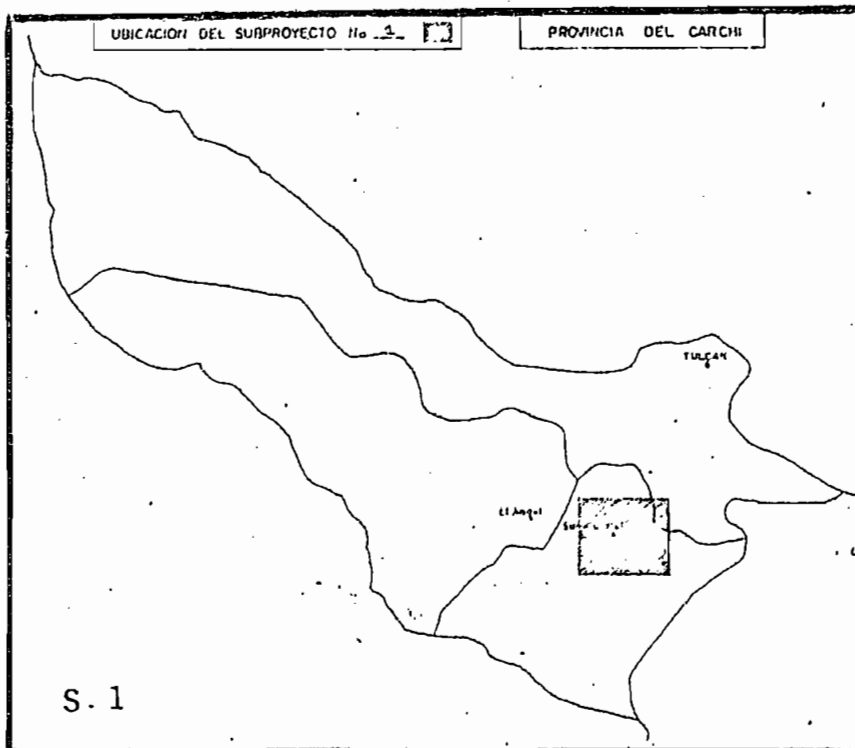 UBICACION DEL SUBPROYECTO No 1
PROVINCIA DEL CARCHI
TULCAN
El Angel
S. 1